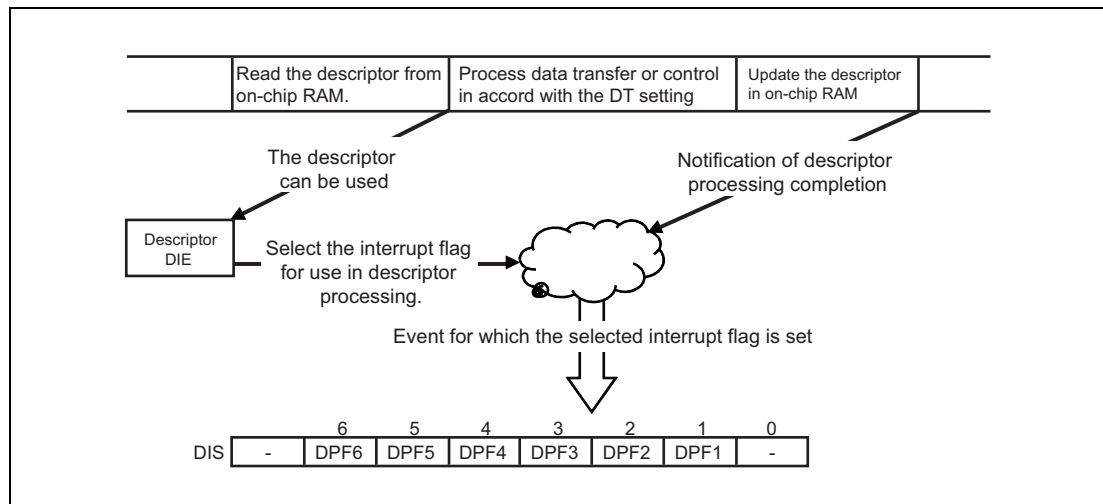 Read the descriptor from
on-chip RAM.
Process data transfer or control
in accord with the DT setting
Update the descriptor
in on-chip RAM
The descriptor
can be used
Notification of descriptor
processing completion
Descriptor
DIE
Select the interrupt flag
for use in descriptor
processing.
Event for which the selected interrupt flag is set
6 5 4 3 2 1 0
DIS - DPF6 DPF5 DPF4 DPF3 DPF2 DPF1 -